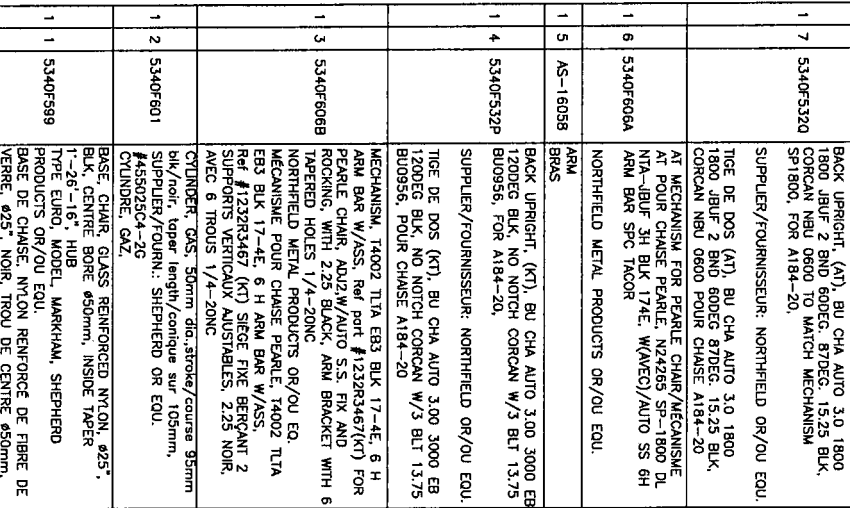 1 7 5340F532Q
BACK UPRIGHT, (AT), BU CHA AUTO 3.0 1800
1800 JBUF 2 BND 60DEG. 87DEG. 15.25 BLK,
CORCAN NBU 0600 TO MATCH MECHANISM
SP1800, FOR A184-20,
SUPPLIER/FOURNISSEUR: NORTHFIELD OR/OU EQU.
TIGE DE DOS (AT), BU CHA AUTO 3.0 1800
1800 JBUF 2 BND 60DEG 87DEG. 15.25 BLK,
CORCAN NBU 0600 POUR CHAISE A184-20
1 6 5340F606A
AT MECHANISM FOR PEARLE CHAIR/MÉCANISME
AT POUR CHAISE PEARLE, N24265 SP-1800 DL
NTA-JBUF 3H BLK 174E, W(AVEC)/AUTO SS 6H
ARM BAR SPC TACOR
NORTHFIELD METAL PRODUCTS OR/OU EQU.
1 5 AS-1605B
ARM
BRAS
1 4 5340F532P
BACK UPRIGHT, (KT), BU CHA AUTO 3.00 3000 EB
120DEG BLK, NO NOTCH CORCAN W/3 BLT 13.75
BU0956, FOR A184-20,
SUPPLIER/FOURNISSEUR: NORTHFIELD OR/OU EQU.
TIGE DE DOS (KT), BU CHA AUTO 3.00 3000 EB
120DEG BLK, NO NOTCH CORCAN W/3 BLT 13.75
BU0956, POUR CHAISE A184-20
1 3 5340F606B
MECHANISM, T4002 TLTA EB3 BLK 17-4E, 6 H
ARM BAR W/ASS, Ref part #1232R3467(KT) FOR
PEARLE CHAIR, ADJ2,W/AUTO S.S. FIX AND
ROCKING, WITH 2.25 BLACK, ARM BRACKET WITH 6
TAPERED HOLES 1/4-20NC
NORTHFIELD METAL PRODUCTS OR/OU EQ.
MÉCANISME POUR CHAISE PEARLE, T4002 TLTA
EB3 BLK 17-4E, 6 H ARM BAR W/ASS,
Ref #1232R3467 (KT) SIÈGE FIXE BERÇANT 2
SUPPORTS VERTICAUX AJUSTABLES, 2.25 NOIR,
AVEC 6 TROUS 1/4-20NC
1 2 5340F601
CYLINDER, GAS, 50mm dia.,stroke/course 95mm
blk/noir, taper length/conique sur 105mm,
SUPPLIER/FOURN.: SHEPHERD OR EQU.
#455025C4-2G
CYLINDRE, GAZ,
1 1 5340F599
BASE, CHAIR, GLASS REINFORCED NYLON, ø25",
BLK, CENTRE BORE ø50mm, INSIDE TAPER
1°-26'-16", HUB
TYPE EURO, MODEL, MARKHAM, SHEPHERD
PRODUCTS OR/OU EQU.
BASE DE CHAISE, NYLON RENFORCÉ DE FIBRE DE
VERRE, ø25", NOIR, TROU DE CENTRE ø50mm,